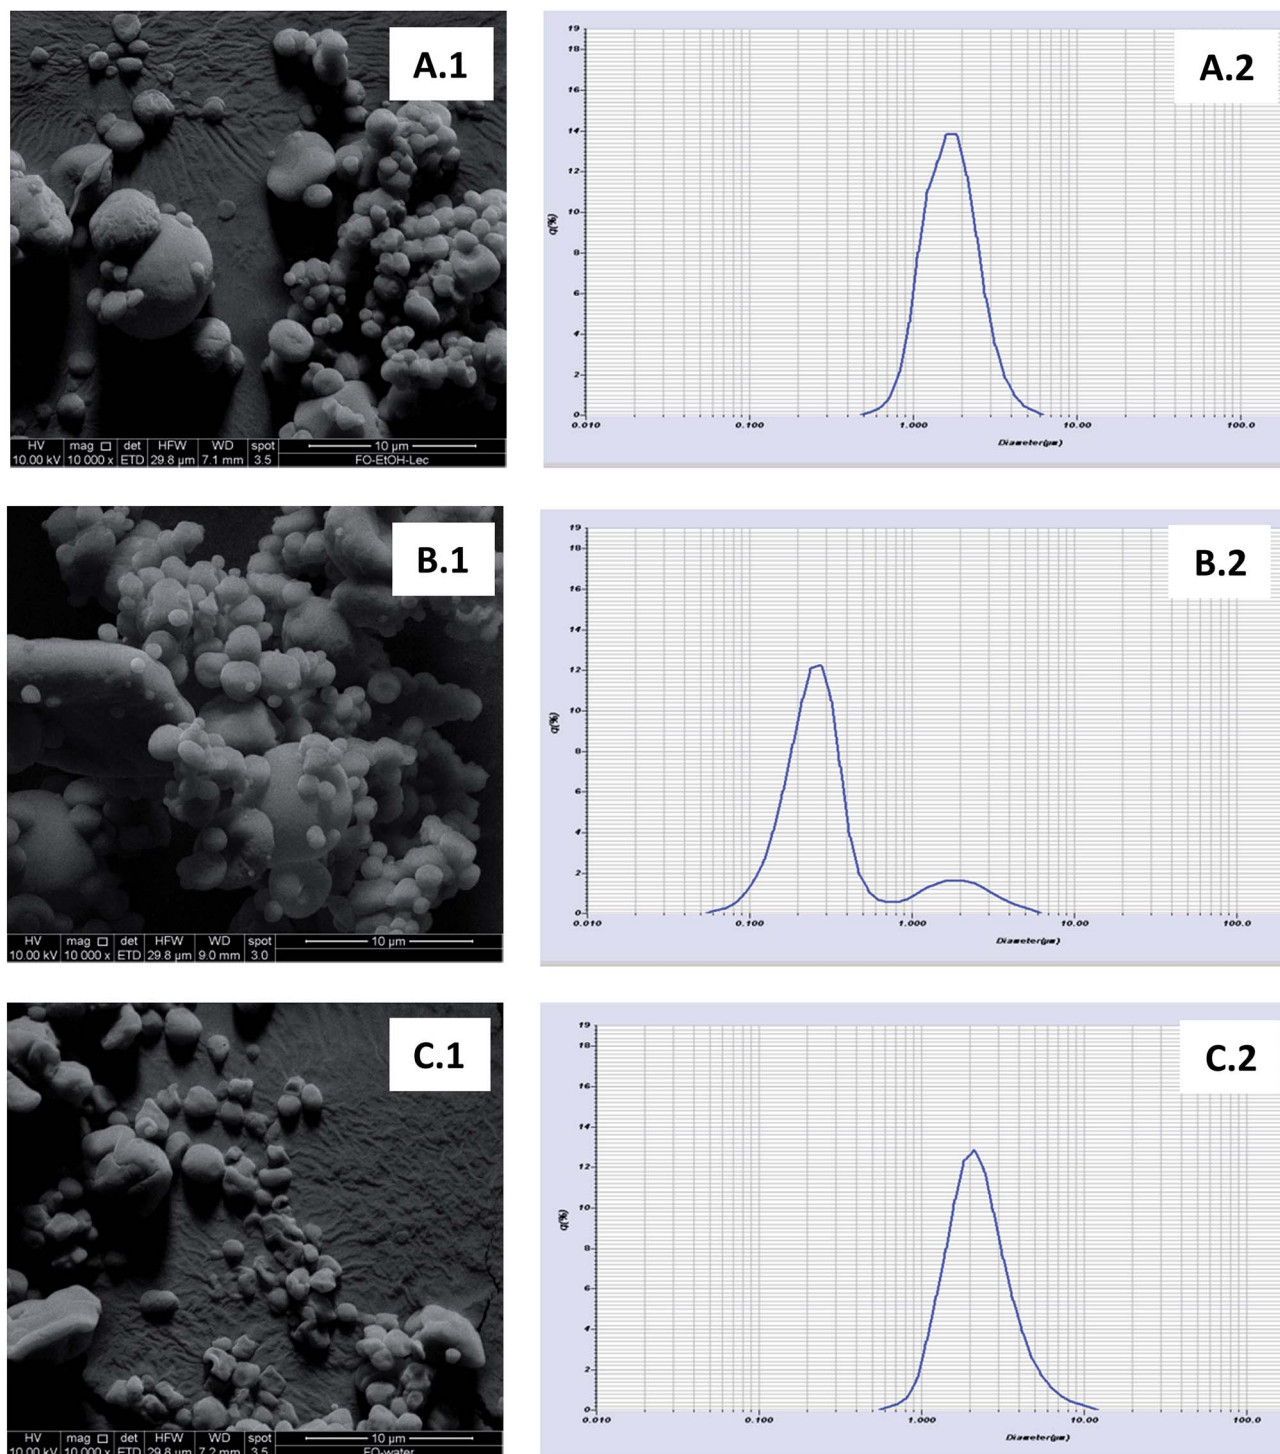 A.1
HV mag □ det HFW WD spot 10 µm
10.00 kV 10 000 x ETD 29.8 µm 7.1 mm 3.5 FO-EtOH-Lec
A.2
q(%)
19
18
16
14
12
10
8
6
4
2
0
0.010 0.100 1.000 10.00 100.0
Diameter(µm)
B.1
HV mag □ det HFW WD spot 10 µm
10.00 kV 10 000 x ETD 29.8 µm 9.0 mm 3.0
B.2
q(%)
19
18
16
14
12
10
8
6
4
2
0
0.010 0.100 1.000 10.00 100.0
Diameter(µm)
C.1
HV mag □ det HFW WD spot 10 µm
10.00 kV 10 000 x ETD 29.8 µm 7.2 mm 3.5 FO-water
C.2
q(%)
19
18
16
14
12
10
8
6
4
2
0
0.010 0.100 1.000 10.00 100.0
Diameter(µm)